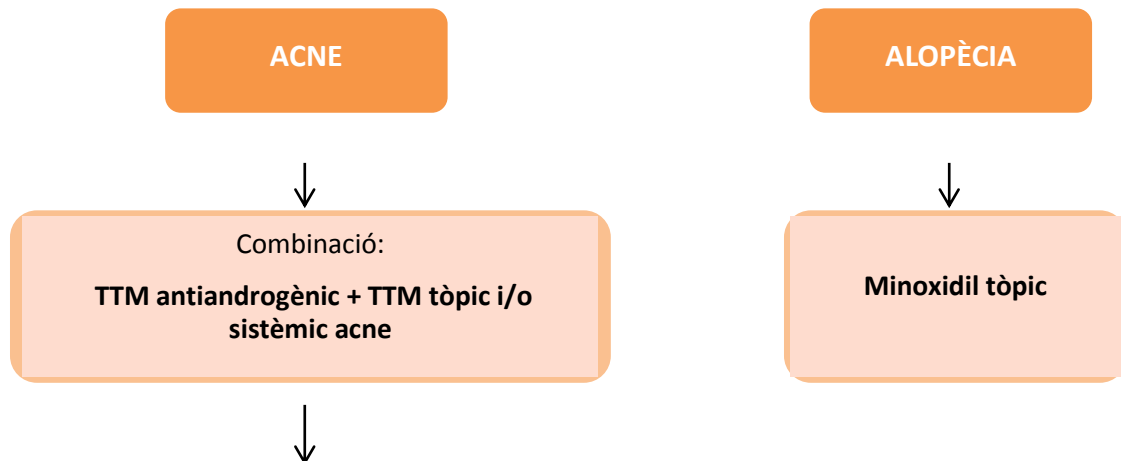 ACNE
Combinació:
TTM antiandrogènic + TTM tòpic i/o
sistèmic acne
ALOPÈCIA
Minoxidil tòpic